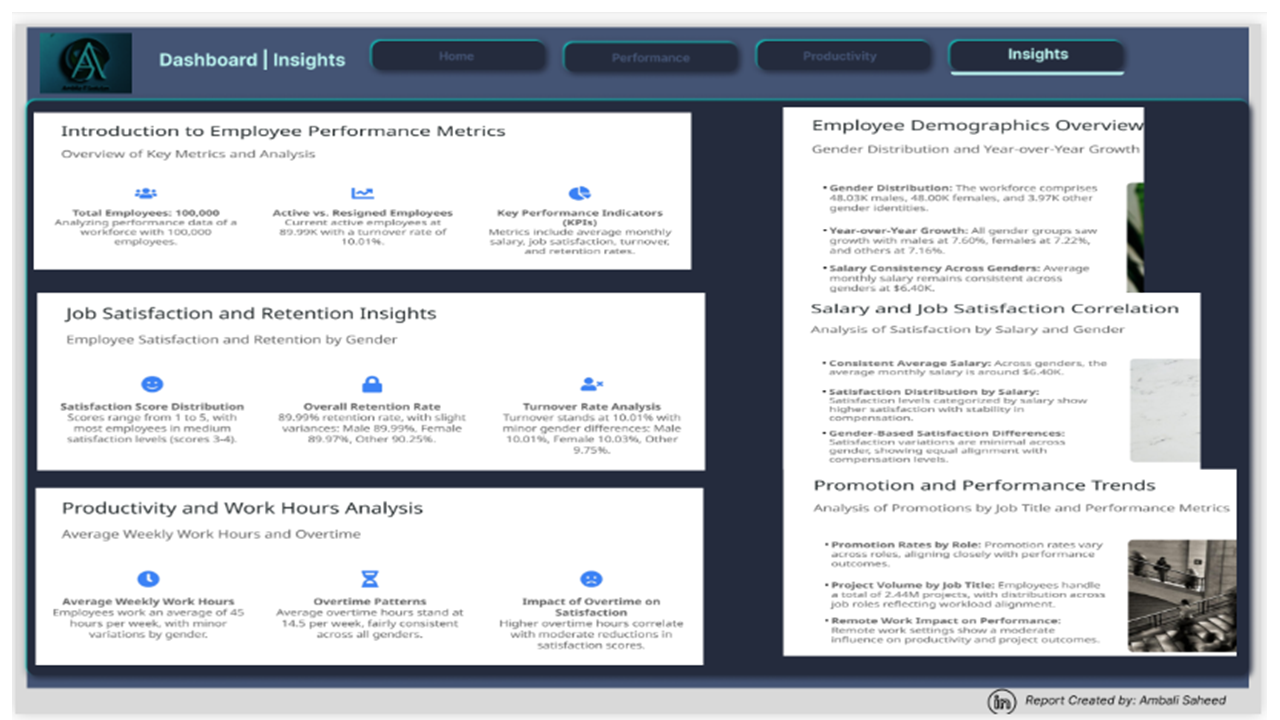 Dashboard | Insights
Home
Performance
Productivity
Insights
Introduction to Employee Performance Metrics
Overview of Key Metrics and Analysis
Total Employees: 100,000
Analyzing performance data of a
workforce with 100,000
employees.
Active vs. Resigned Employees
Current active employees at
89.99K with a turnover rate of
10.01%.
Key Performance Indicators
(KPIs)
Metrics include average monthly
salary, job satisfaction, turnover,
and retention rates.
Job Satisfaction and Retention Insights
Employee Satisfaction and Retention by Gender
Satisfaction Score Distribution
Scores range from 1 to 5, with
most employees in medium
satisfaction levels (scores 3-4).
Overall Retention Rate
89.99% retention rate, with slight
variances: Male 89.99%, Female
89.97%, Other 90.25%.
Turnover Rate Analysis
Turnover stands at 10.01% with
minor gender differences: Male
10.01%, Female 10.03%, Other
9.75%.
Productivity and Work Hours Analysis
Average Weekly Work Hours and Overtime
Average Weekly Work Hours
Employees work an average of 45
hours per week, with minor
variations by gender.
Overtime Patterns
Average overtime hours stand at
14.5 per week, fairly consistent
across all genders.
Impact of Overtime on
Satisfaction
Higher overtime hours correlate
with moderate reductions in
satisfaction scores.
Employee Demographics Overview
Gender Distribution and Year-over-Year Growth
• Gender Distribution: The workforce comprises
48.03K males, 48.00K females, and 3.97K other
gender identities.
• Year-over-Year Growth: All gender groups saw
growth with males at 7.60%, females at 7.22%,
and others at 7.16%.
• Salary Consistency Across Genders: Average
monthly salary remains consistent across
genders at $6.40K.
Salary and Job Satisfaction Correlation
Analysis of Satisfaction by Salary and Gender
• Consistent Average Salary: Across genders, the
average monthly salary is around $6.40K.
• Satisfaction Distribution by Salary:
Satisfaction levels categorized by salary show
higher satisfaction with stability in
compensation.
• Gender-Based Satisfaction Differences:
Satisfaction variations are minimal across
gender, showing equal alignment with
compensation levels.
Promotion and Performance Trends
Analysis of Promotions by Job Title and Performance Metrics
• Promotion Rates by Role: Promotion rates vary
across roles, aligning closely with performance
outcomes.
• Project Volume by Job Title: Employees handle
a total of 2.44M projects, with distribution across
job roles reflecting workload alignment.
• Remote Work Impact on Performance:
Remote work settings show a moderate
influence on productivity and project outcomes.
in
Report Created by: Ambali Saheed